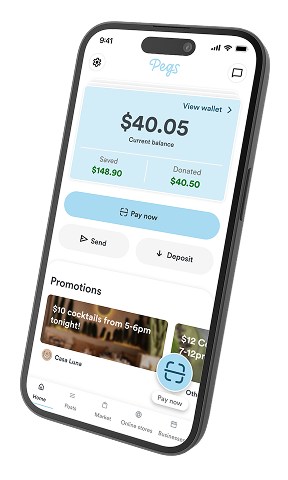 9:41
Pegs
View wallet
$40.05
Current balance
Saved
$148.90
Donated
$40.50
Pay now
Send
Deposit
Promotions
$10 cocktails from 5-6pm
tonight!
Casa Luna
$12 C
7-12p
Oth
Pay now
Home
Posts
Market
Online stores
Businesses